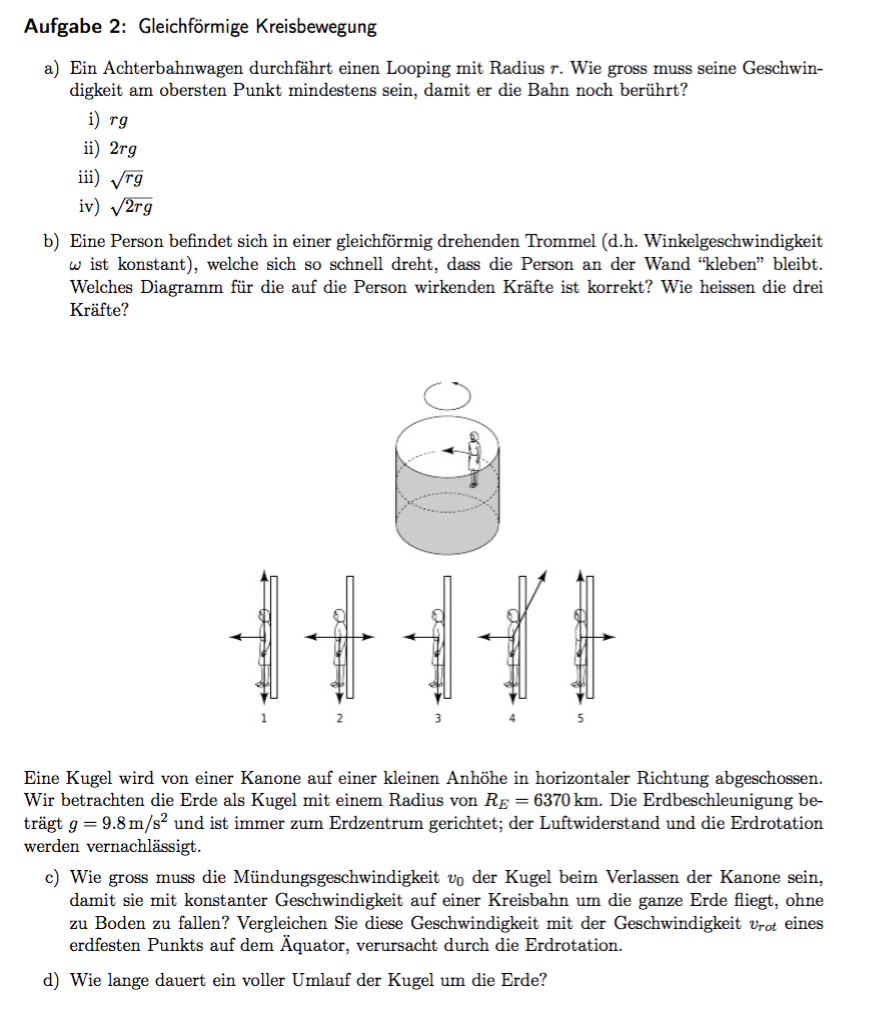 Aufgabe 2: Gleichförmige Kreisbewegung
a) Ein Achterbahnwagen durchfährt einen Looping mit Radius r. Wie gross muss seine Geschwin-
digkeit am obersten Punkt mindestens sein, damit er die Bahn noch berührt?
i) rg
ii) 2rg
iii) √rg
iv) √2rg
b) Eine Person befindet sich in einer gleichförmig drehenden Trommel (d.h. Winkelgeschwindigkeit
ω ist konstant), welche sich so schnell dreht, dass die Person an der Wand “kleben” bleibt.
Welches Diagramm für die auf die Person wirkenden Kräfte ist korrekt? Wie heissen die drei
Kräfte?
1 2 3 4 5
Eine Kugel wird von einer Kanone auf einer kleinen Anhöhe in horizontaler Richtung abgeschossen.
Wir betrachten die Erde als Kugel mit einem Radius von R_E = 6370 km. Die Erdbeschleunigung be-
trägt g = 9.8 m/s² und ist immer zum Erdzentrum gerichtet; der Luftwiderstand und die Erdrotation
werden vernachlässigt.
c) Wie gross muss die Mündungsgeschwindigkeit v₀ der Kugel beim Verlassen der Kanone sein,
damit sie mit konstanter Geschwindigkeit auf einer Kreisbahn um die ganze Erde fliegt, ohne
zu Boden zu fallen? Vergleichen Sie diese Geschwindigkeit mit der Geschwindigkeit v_rot eines
erdfesten Punkts auf dem Äquator, verursacht durch die Erdrotation.
d) Wie lange dauert ein voller Umlauf der Kugel um die Erde?